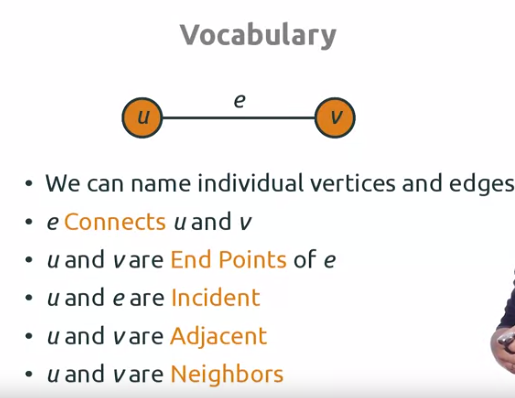 Vocabulary
e
u v
• We can name individual vertices and edges
• e Connects u and v
• u and v are End Points of e
• u and e are Incident
• u and v are Adjacent
• u and v are Neighbors